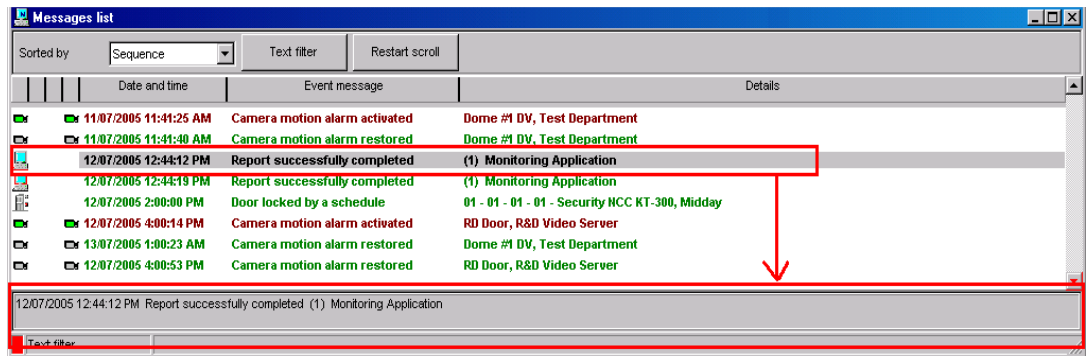 Messages list
Sorted by Sequence Text filter Restart scroll
Date and time Event message Details
11/07/2005 11:41:25 AM Camera motion alarm activated Dome #1 DV, Test Department
11/07/2005 11:41:40 AM Camera motion alarm restored Dome #1 DV, Test Department
12/07/2005 12:44:12 PM Report successfully completed (1) Monitoring Application
12/07/2005 12:44:19 PM Report successfully completed (1) Monitoring Application
12/07/2005 2:00:00 PM Door locked by a schedule 01 - 01 - 01 - 01 - Security NCC KT-300, Midday
12/07/2005 4:00:14 PM Camera motion alarm activated RD Door, R&D Video Server
13/07/2005 1:00:23 AM Camera motion alarm restored Dome #1 DV, Test Department
12/07/2005 4:00:53 PM Camera motion alarm restored RD Door, R&D Video Server
12/07/2005 12:44:12 PM Report successfully completed (1) Monitoring Application
Text filter